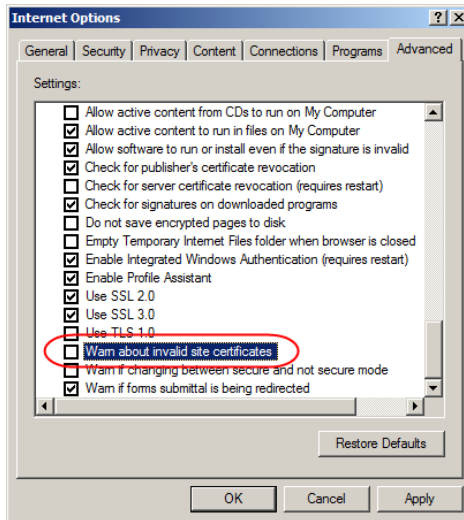 Internet Options
General Security Privacy Content Connections Programs Advanced
Settings:
Allow active content from CDs to run on My Computer
Allow active content to run in files on My Computer
Allow software to run or install even if the signature is invalid
Check for publisher's certificate revocation
Check for server certificate revocation (requires restart)
Check for signatures on downloaded programs
Do not save encrypted pages to disk
Empty Temporary Internet Files folder when browser is closed
Enable Integrated Windows Authentication (requires restart)
Enable Profile Assistant
Use SSL 2.0
Use SSL 3.0
Use TLS 1.0
Warn about invalid site certificates
Warn if changing between secure and not secure mode
Warn if forms submittal is being redirected
Restore Defaults
OK Cancel Apply